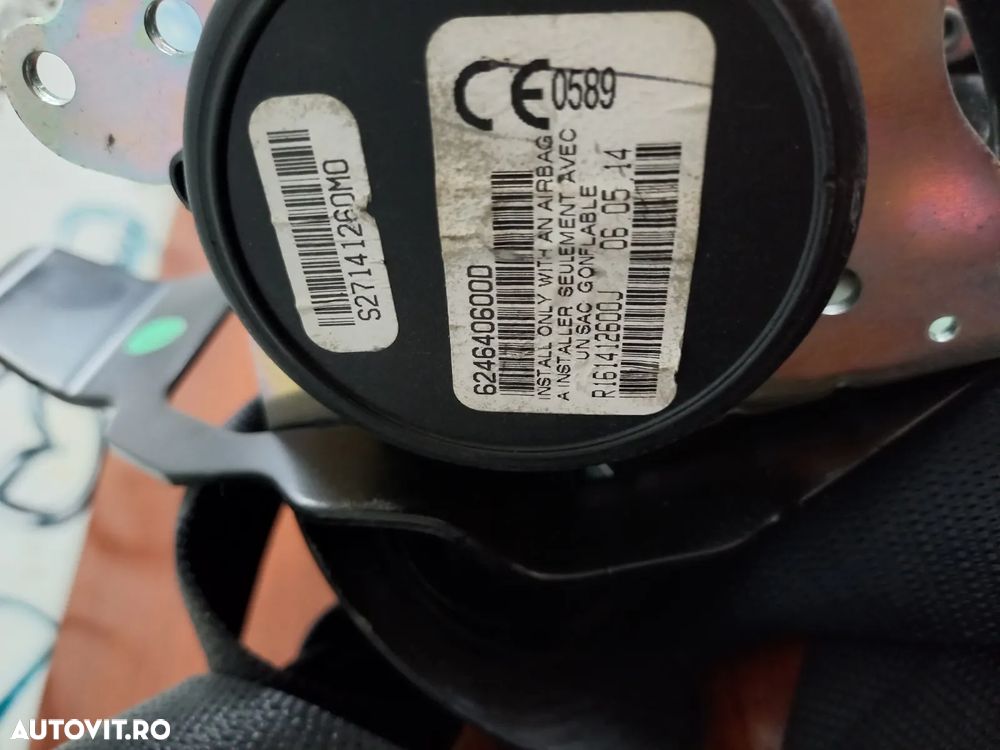 CE 0589
624640600D
INSTALL ONLY WITH AN AIRBAG
A INSTALLER SEULEMENT AVEC
UN SAC GONFLABLE
06 05 14
R161412600J
S27141260M0
AUTOVIT.RO